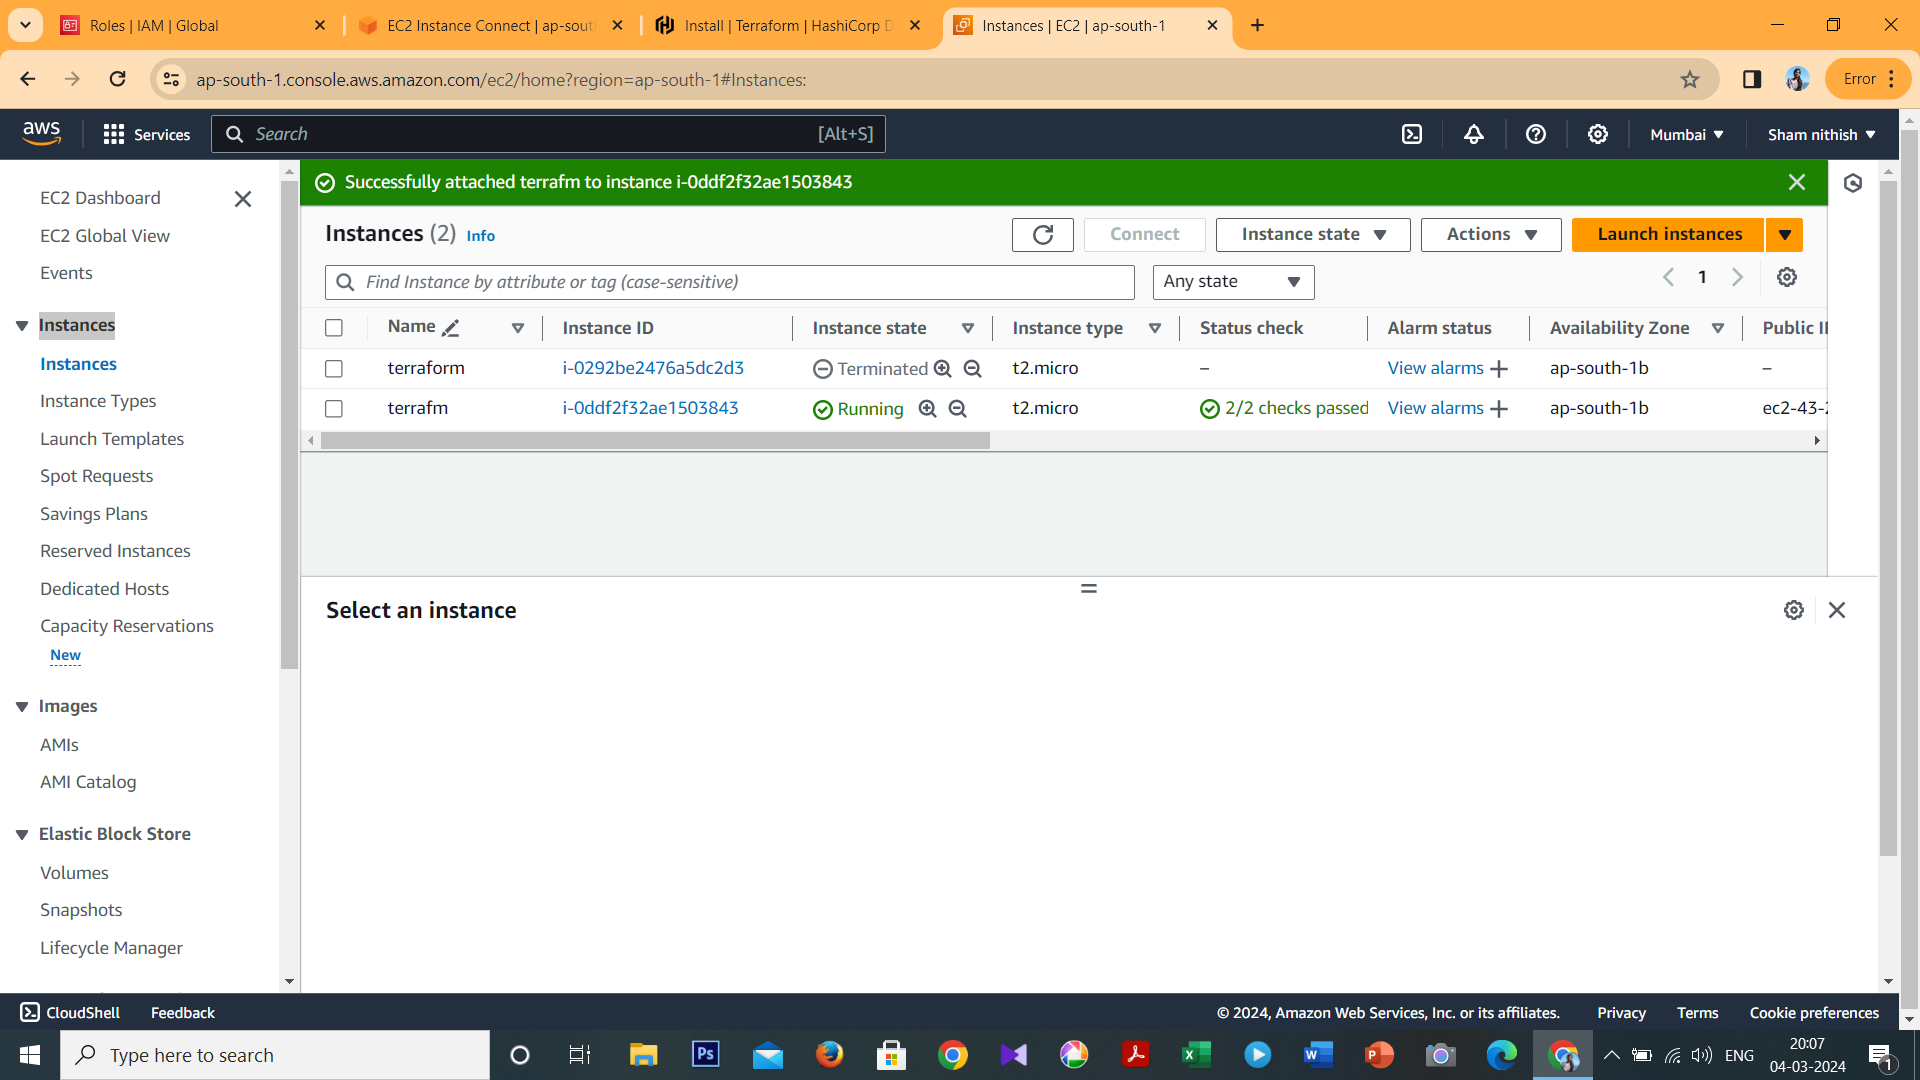 Roles | IAM | Global
EC2 Instance Connect | ap-sout
Install | Terraform | HashiCorp D
Instances | EC2 | ap-south-1
ap-south-1.console.aws.amazon.com/ec2/home?region=ap-south-1#Instances:
Error
aws
Services
Search
[Alt+S]
Mumbai
Sham nithish
EC2 Dashboard
EC2 Global View
Events
Instances
Instances
Instance Types
Launch Templates
Spot Requests
Savings Plans
Reserved Instances
Dedicated Hosts
Capacity Reservations
New
Images
AMIs
AMI Catalog
Elastic Block Store
Volumes
Snapshots
Lifecycle Manager
Successfully attached terrafm to instance i-0ddf2f32ae1503843
Instances (2) Info
Connect
Instance state
Actions
Launch instances
Find Instance by attribute or tag (case-sensitive)
Any state
1
Name Instance ID Instance state Instance type Status check Alarm status Availability Zone Public I
terraform i-0292be2476a5dc2d3 Terminated t2.micro – View alarms ap-south-1b –
terrafm i-0ddf2f32ae1503843 Running t2.micro 2/2 checks passed View alarms ap-south-1b ec2-43-2
Select an instance
CloudShell Feedback © 2024, Amazon Web Services, Inc. or its affiliates. Privacy Terms Cookie preferences
Type here to search
Ps
ENG
20:07
04-03-2024
1